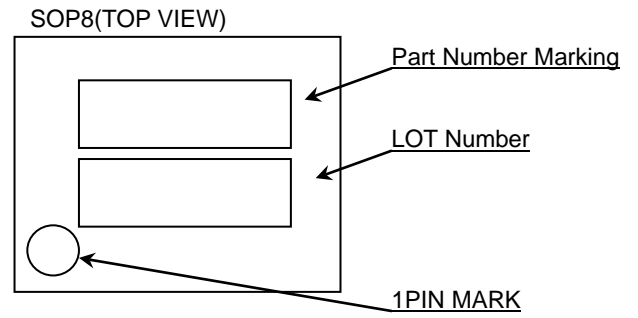 SOP8(TOP VIEW)
Part Number Marking
LOT Number
1PIN MARK